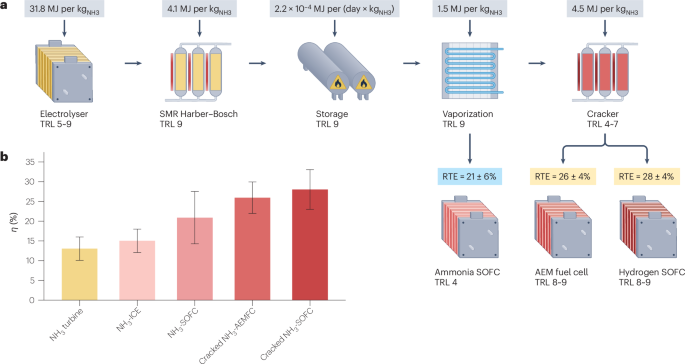 a
31.8 MJ per kgNH3
4.1 MJ per kgNH3
2.2 × 10–4 MJ per (day × kgNH3)
1.5 MJ per kgNH3
4.5 MJ per kgNH3
Electrolyser
TRL 5–9
SMR Harber–Bosch
TRL 9
Storage
TRL 9
Vaporization
TRL 9
Cracker
TRL 4–7
RTE = 21 ± 6%
RTE = 26 ± 4%
RTE = 28 ± 4%
Ammonia SOFC
TRL 4
AEM fuel cell
TRL 8–9
Hydrogen SOFC
TRL 8–9
b
η (%)
35
30
25
20
15
10
5
0
NH3 turbine
NH3-ICE
NH3-SOFC
Cracked NH3-AEMFC
Cracked NH3-SOFC